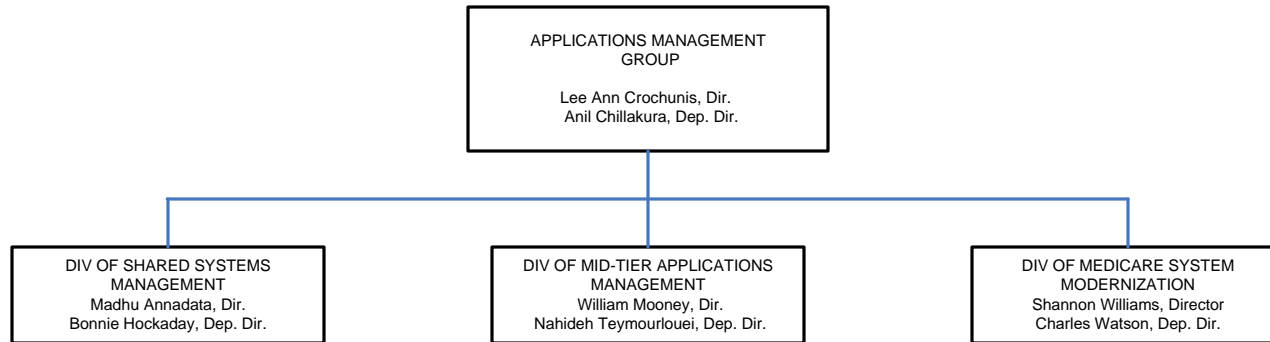 APPLICATIONS MANAGEMENT
GROUP
Lee Ann Crochunis, Dir.
Anil Chillakura, Dep. Dir.
DIV OF SHARED SYSTEMS
MANAGEMENT
Madhu Annadata, Dir.
Bonnie Hockaday, Dep. Dir.
DIV OF MID-TIER APPLICATIONS
MANAGEMENT
William Mooney, Dir.
Nahideh Teymourlouei, Dep. Dir.
DIV OF MEDICARE SYSTEM
MODERNIZATION
Shannon Williams, Director
Charles Watson, Dep. Dir.